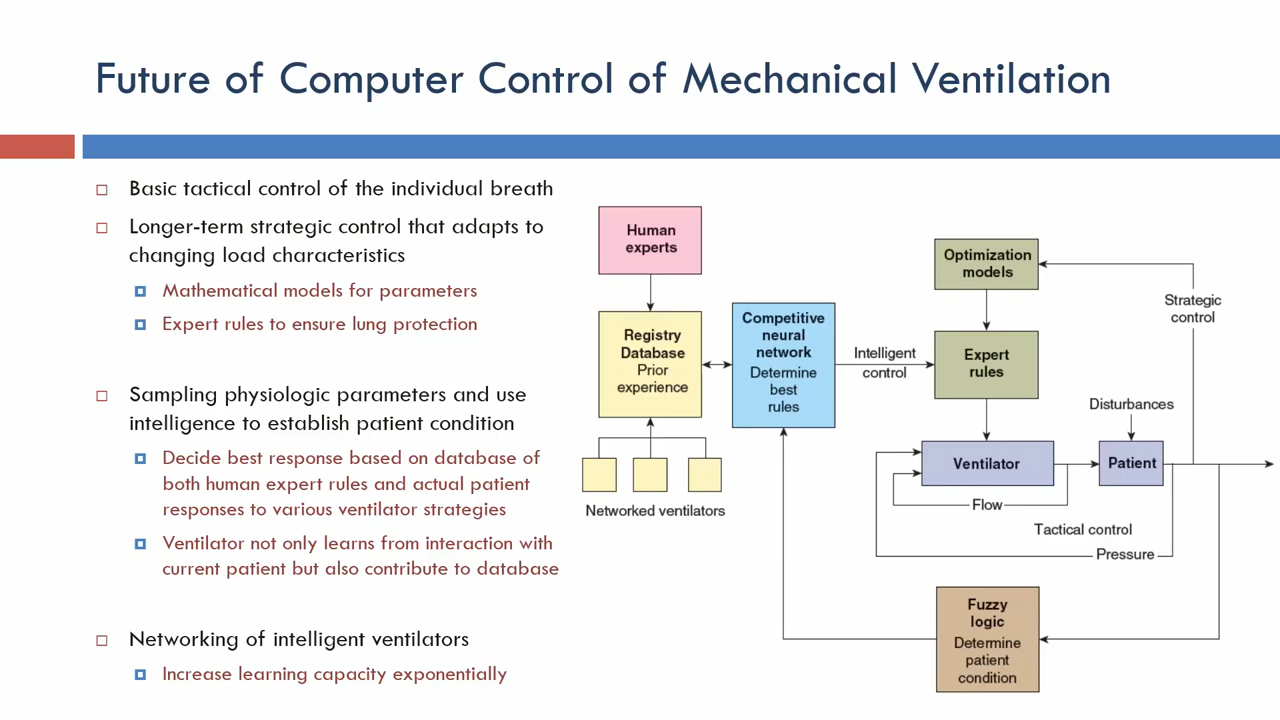 Future of Computer Control of Mechanical Ventilation
Basic tactical control of the individual breath
Longer-term strategic control that adapts to
changing load characteristics
Mathematical models for parameters
Expert rules to ensure lung protection
Sampling physiologic parameters and use
intelligence to establish patient condition
Decide best response based on database of
both human expert rules and actual patient
responses to various ventilator strategies
Ventilator not only learns from interaction with
current patient but also contribute to database
Networking of intelligent ventilators
Increase learning capacity exponentially
Human
experts
Registry
Database
Prior
experience
Networked ventilators
Competitive
neural
network
Determine
best
rules
Intelligent
control
Optimization
models
Expert
rules
Strategic
control
Disturbances
Ventilator
Patient
Flow
Tactical control
Pressure
Fuzzy
logic
Determine
patient
condition